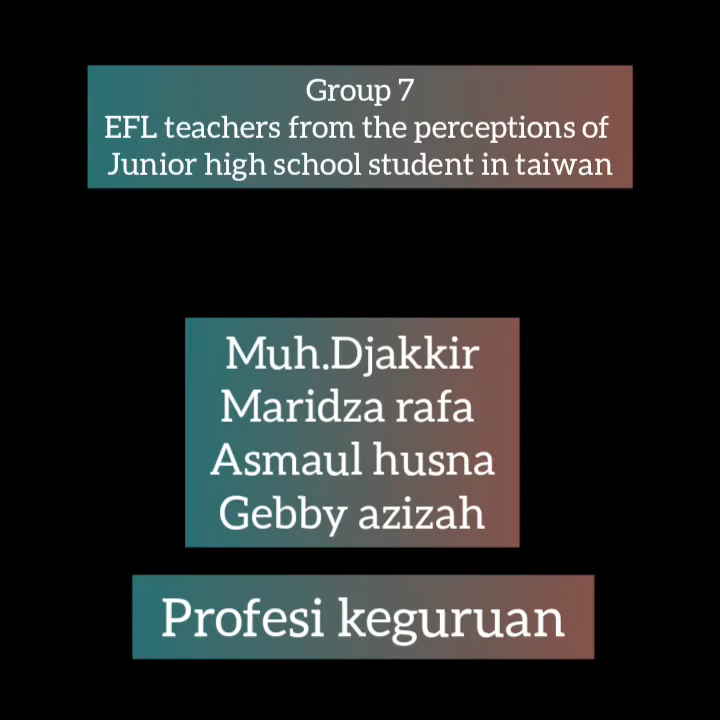 Group 7
EFL teachers from the perceptions of
Junior high school student in taiwan
Muh.Djakkir
Maridza rafa
Asmaul husna
Gebby azizah
Profesi keguruan